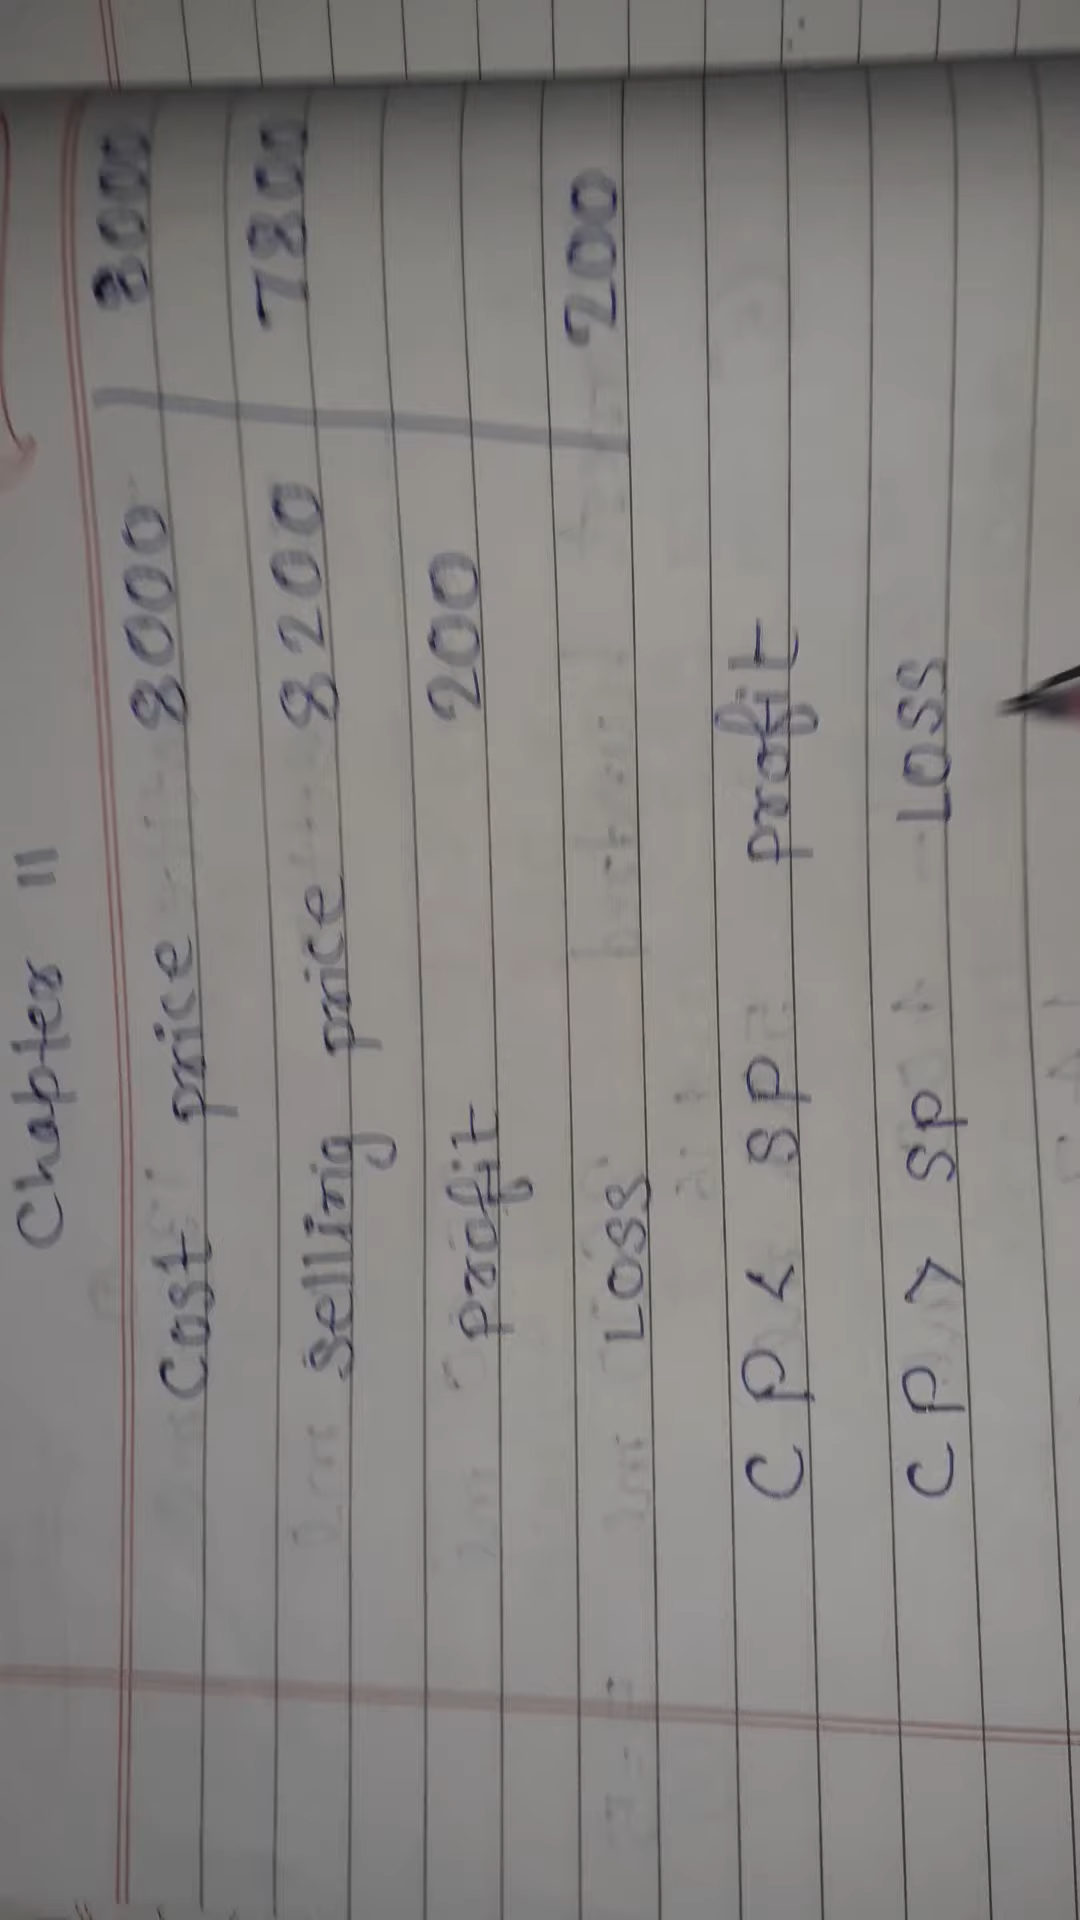 Chapter 11
Cost price 8000 8000
Selling price 8200 7800
Profit 200
Loss 200
CP < SP profit
CP > SP LOSS